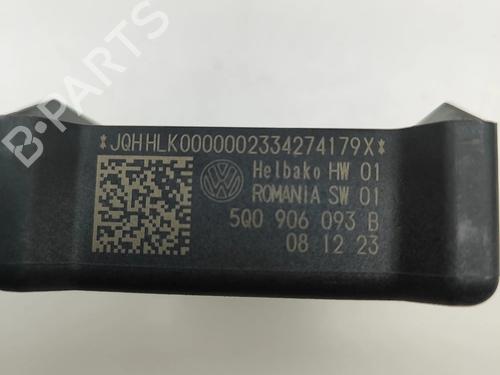 *JQHHLK0000002334274179X*
Helbako HW 01
ROMANIA SW 01
5Q0 906 093 B
08 12 23
B-PARTS